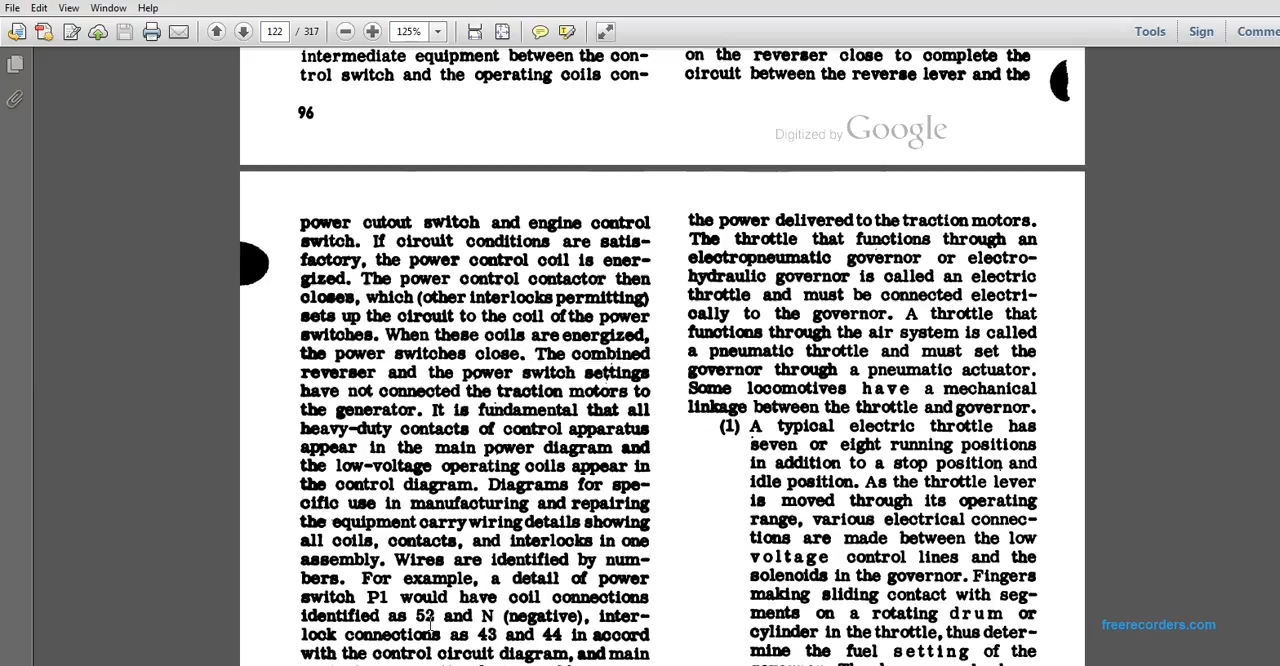 File Edit View Window Help
122 / 317 125% Tools Sign Comme
intermediate equipment between the con-
trol switch and the operating coils con-
96
on the reverser close to complete the
circuit between the reverse lever and the
Digitized by Google
power cutout switch and engine control
switch. If circuit conditions are satis-
factory, the power control coil is ener-
gized. The power control contactor then
closes, which (other interlocks permitting)
sets up the circuit to the coil of the power
switches. When these coils are energized,
the power switches close. The combined
reverser and the power switch settings
have not connected the traction motors to
the generator. It is fundamental that all
heavy-duty contacts of control apparatus
appear in the main power diagram and
the low-voltage operating coils appear in
the control diagram. Diagrams for spe-
cific use in manufacturing and repairing
the equipment carry wiring details showing
all coils, contacts, and interlocks in one
assembly. Wires are identified by num-
bers. For example, a detail of power
switch P1 would have coil connections
identified as 52 and N (negative), inter-
lock connections as 43 and 44 in accord
with the control circuit diagram, and main
the power delivered to the traction motors.
The throttle that functions through an
electropneumatic governor or electro-
hydraulic governor is called an electric
throttle and must be connected electri-
cally to the governor. A throttle that
functions through the air system is called
a pneumatic throttle and must set the
governor through a pneumatic actuator.
Some locomotives have a mechanical
linkage between the throttle and governor.
(1) A typical electric throttle has
seven or eight running positions
in addition to a stop position and
idle position. As the throttle lever
is moved through its operating
range, various electrical connec-
tions are made between the low
voltage control lines and the
solenoids in the governor. Fingers
making sliding contact with seg-
ments on a rotating drum or
cylinder in the throttle, thus deter-
mine the fuel setting of the
freerecorders.com